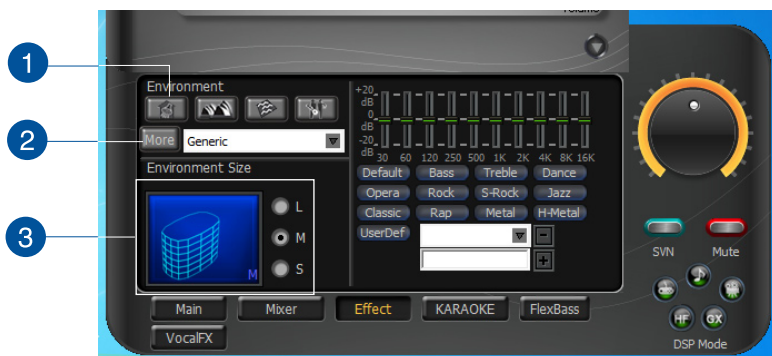 Volume
1
Environment
2
More
Generic
Environment Size
3
L
M
S
M
+20
dB
0
dB
-20
dB
30 60 120 250 500 1K 2K 4K 8K 16K
Default Bass Treble Dance
Opera Rock S-Rock Jazz
Classic Rap Metal H-Metal
UserDef
SVN Mute
HF GX
DSP Mode
Main Mixer Effect KARAOKE FlexBass
VocalFX